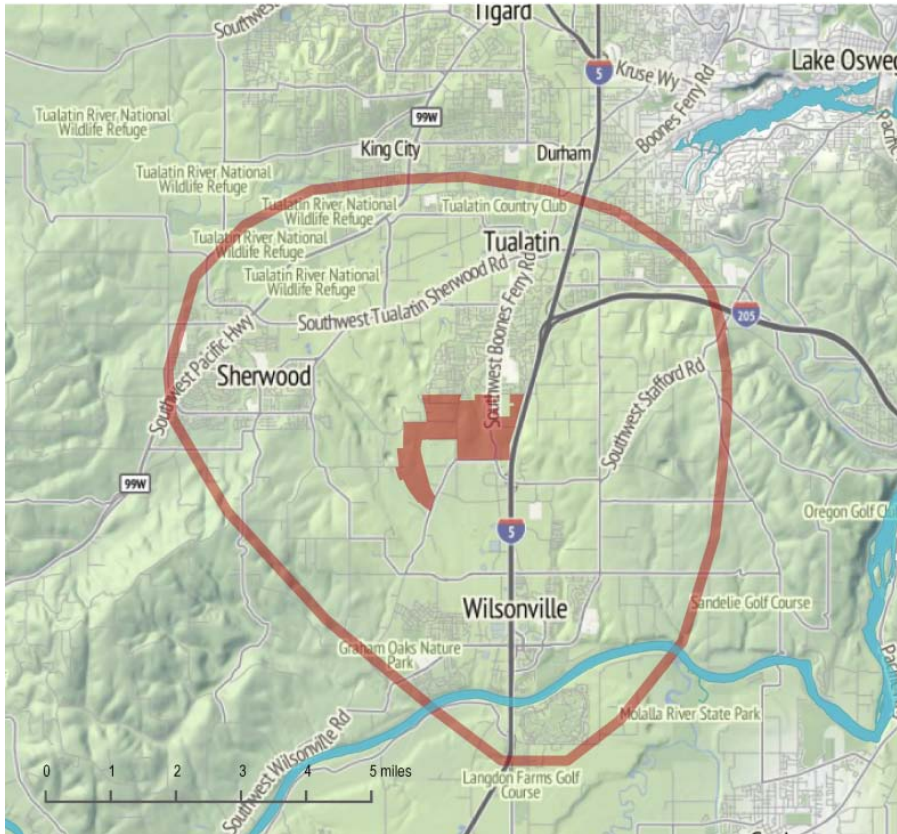 Southwest
Tigard
5
Kruse Wy
Lake Osweg
Boones Ferry Rd
99W
Pacific
Tualatin River National
Wildlife Refuge
King City
Durham
Tualatin River National
Wildlife Refuge
Tualatin River National
Wildlife Refuge
Tualatin Country Club
Tualatin River National
Wildlife Refuge
Tualatin
Tualatin River National
Wildlife Refuge
Southwest Tualatin Sherwood Rd
Southwest Boones Ferry Rd
205
Southwest Pacific Hwy
Sherwood
Southwest Stafford Rd
99W
Oregon Golf Clu
5
Wilsonville
Sandelie Golf Course
Graham Oaks Nature
Park
Pacific
Molalla River State Park
Southwest Wilsonville Rd
0 1 2 3 4 5 miles
Langdon Farms Golf
Course